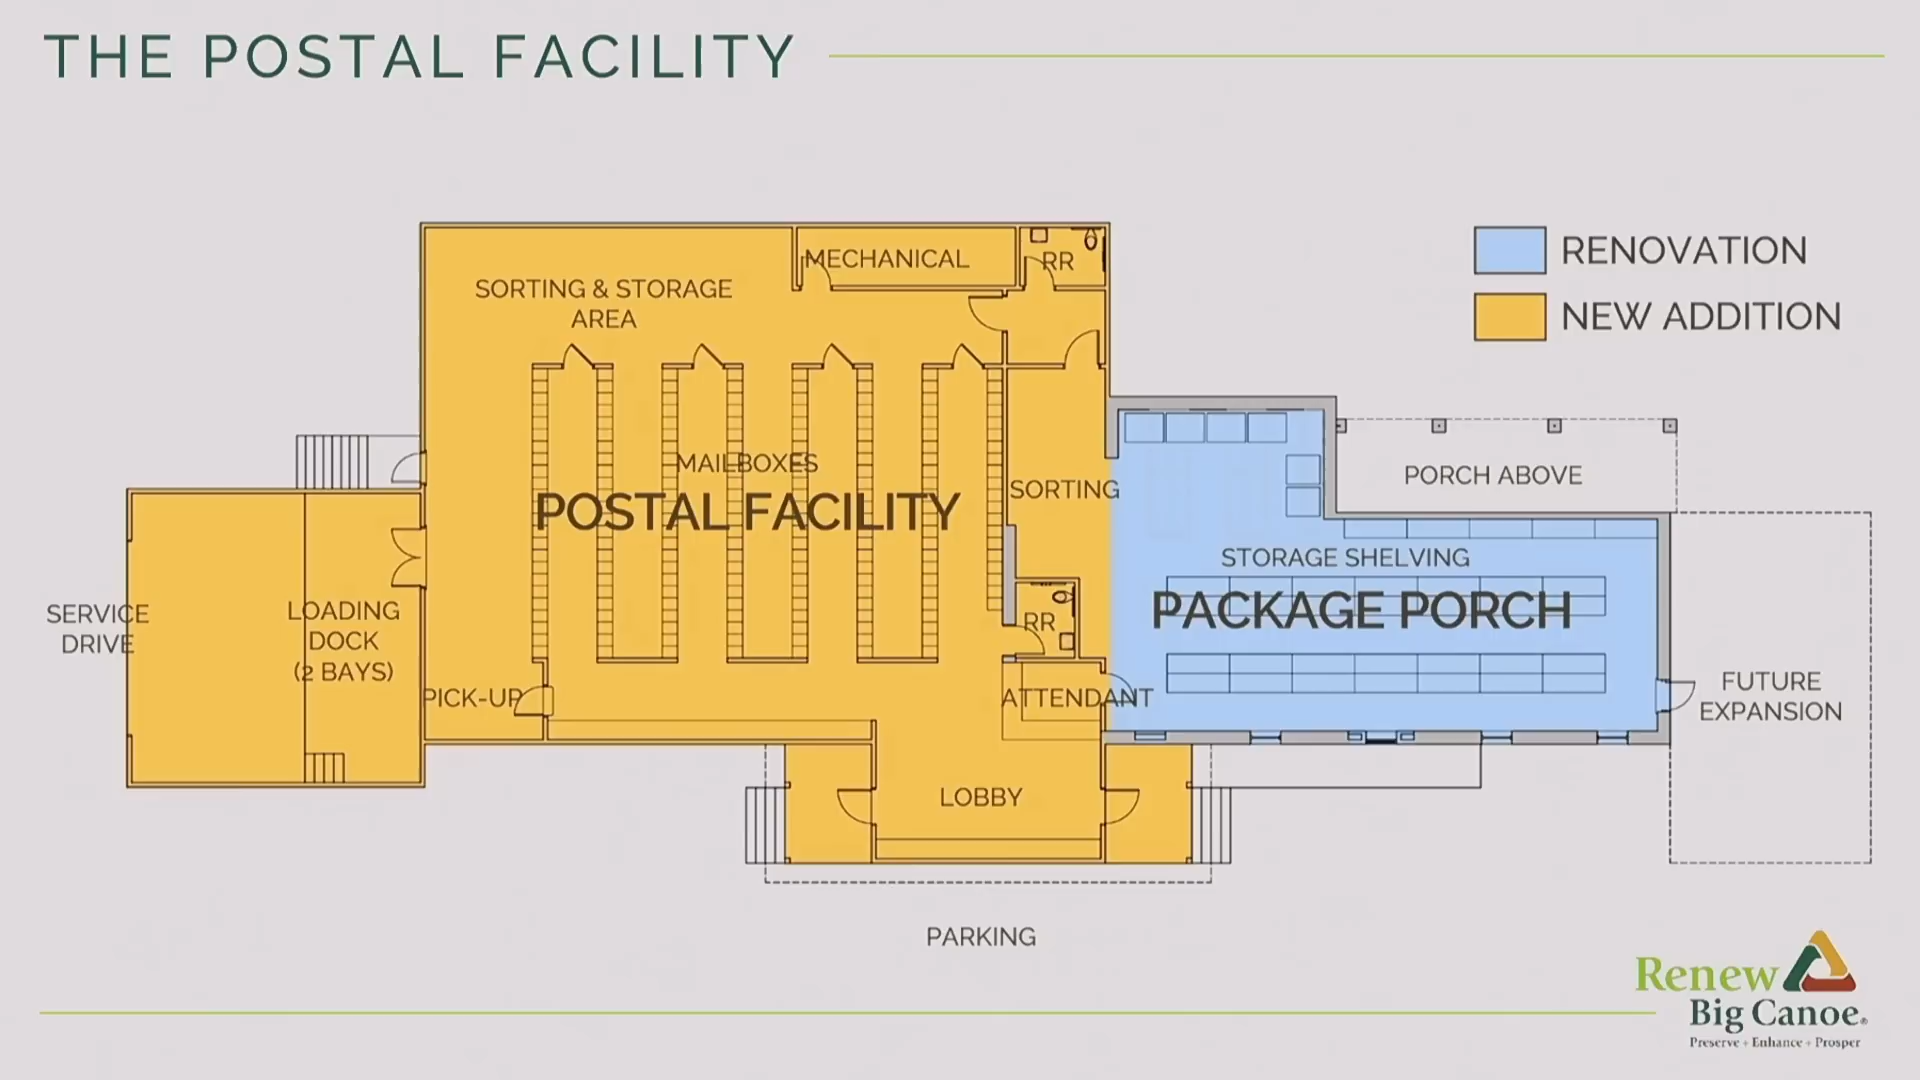 THE POSTAL FACILITY
RENOVATION
NEW ADDITION
MECHANICAL
RR
SORTING & STORAGE
AREA
MAILBOXES
POSTAL FACILITY
SORTING
PORCH ABOVE
STORAGE SHELVING
PACKAGE PORCH
SERVICE
DRIVE
LOADING
DOCK
(2 BAYS)
RR
PICK-UP
ATTENDANT
FUTURE
EXPANSION
LOBBY
PARKING
Renew
Big Canoe®
Preserve + Enhance + Prosper